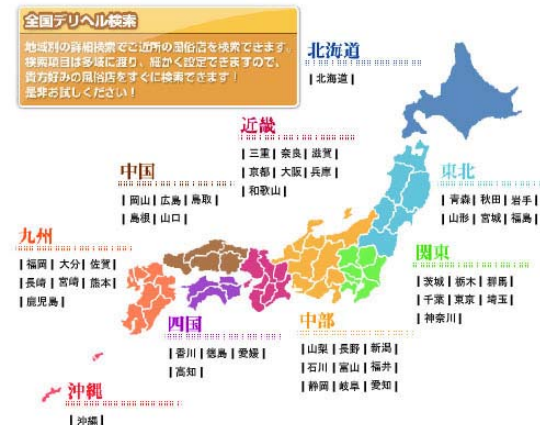 全国デリヘル検索
地域別の詳細検索でご近所の風俗店を検索できます。
検索項目は多岐に渡り、細かく設定できますので、
貴方好みの風俗店をすぐに検索できます！
是非お試しください！
北海道
| 北海道 |
近畿
| 三重 | 奈良 | 滋賀 |
| 京都 | 大阪 | 兵庫 |
| 和歌山 |
中国
| 岡山 | 広島 | 鳥取 |
| 島根 | 山口 |
東北
| 青森 | 秋田 | 岩手 |
| 山形 | 宮城 | 福島 |
九州
| 福岡 | 大分 | 佐賀 |
| 長崎 | 宮崎 | 熊本 |
| 鹿児島 |
関東
| 茨城 | 栃木 | 群馬 |
| 千葉 | 東京 | 埼玉 |
| 神奈川 |
四国
| 香川 | 徳島 | 愛媛 |
| 高知 |
中部
| 山梨 | 長野 | 新潟 |
| 石川 | 富山 | 福井 |
| 静岡 | 岐阜 | 愛知 |
沖縄
| 沖縄 |